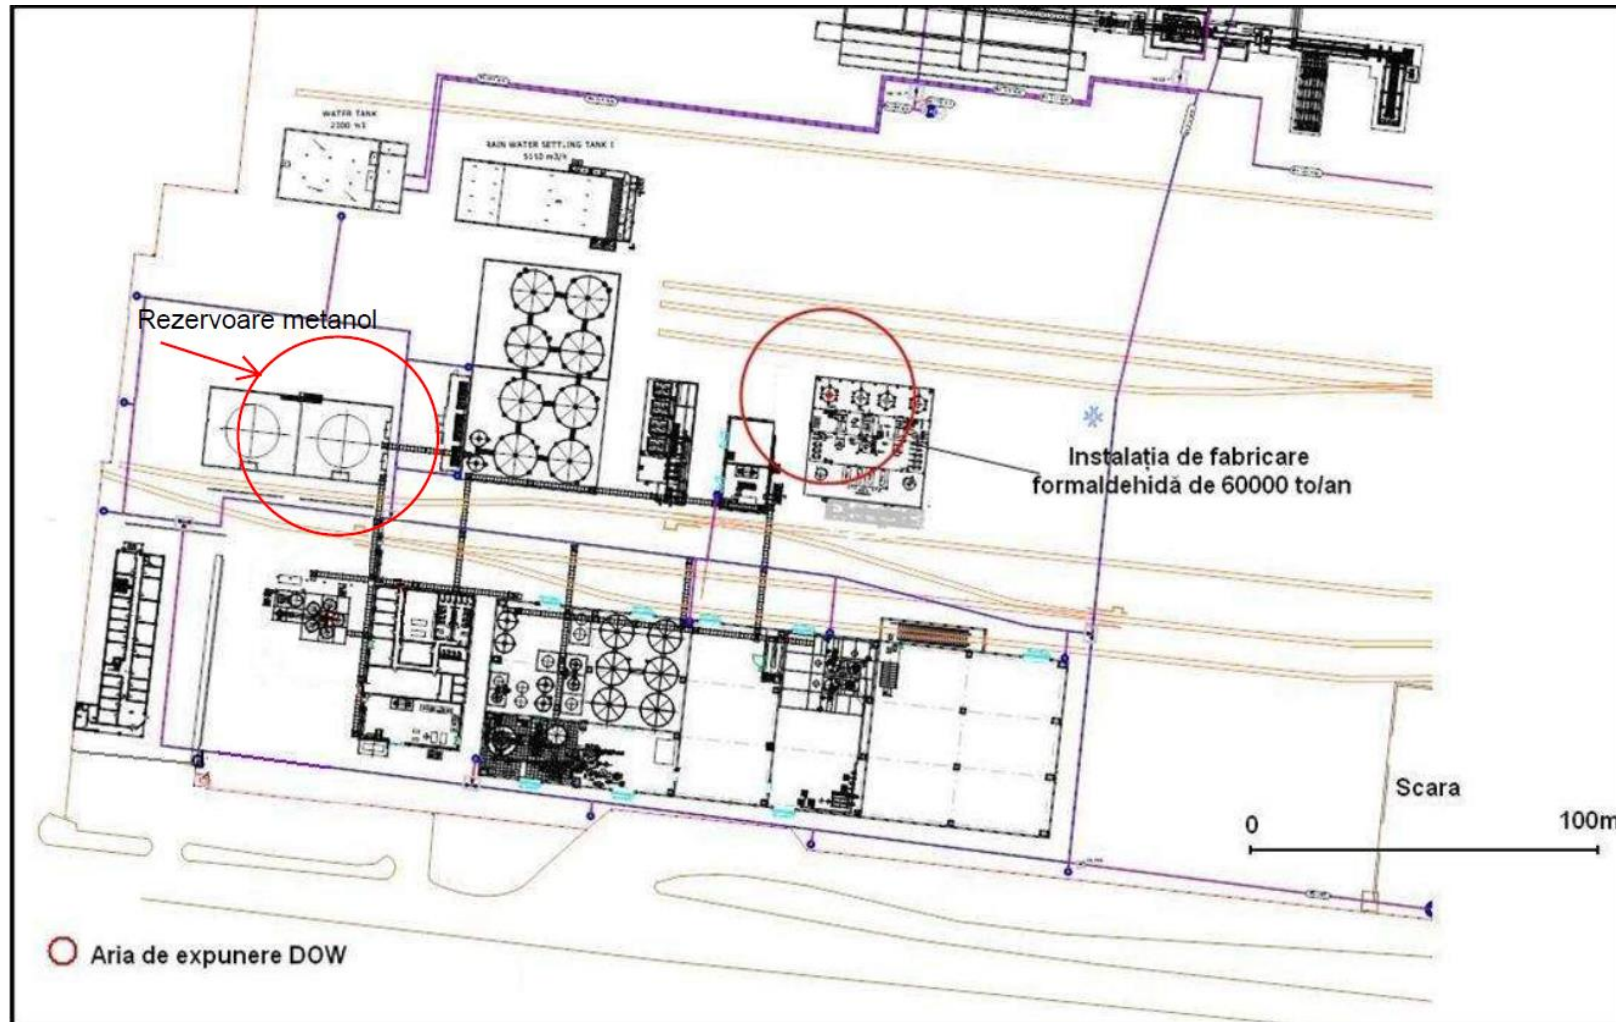 WATER TANK
RAIN WATER SETTLING TANK 1
Rezervoare metanol
Instalația de fabricare
formaldehidă de 60000 to/an
Scara
0
100m
Aria de expunere DOW